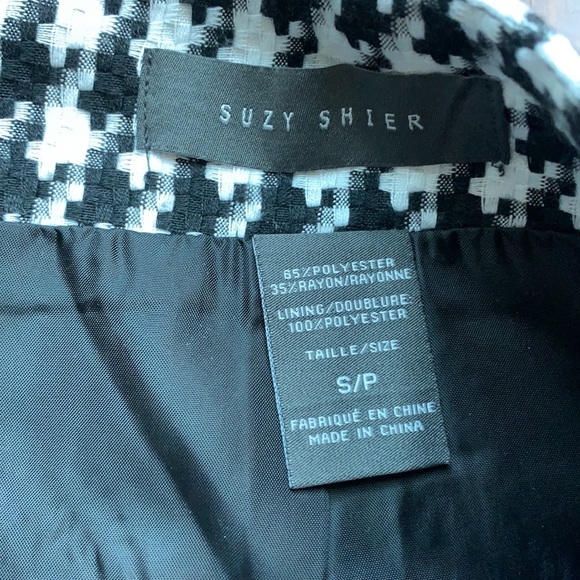 SUZY SHIER
65%POLYESTER
35%RAYON/RAYONNE
LINING/DOUBLURE:
100%POLYESTER
TAILLE/SIZE
S/P
FABRIQUÉ EN CHINE
MADE IN CHINA